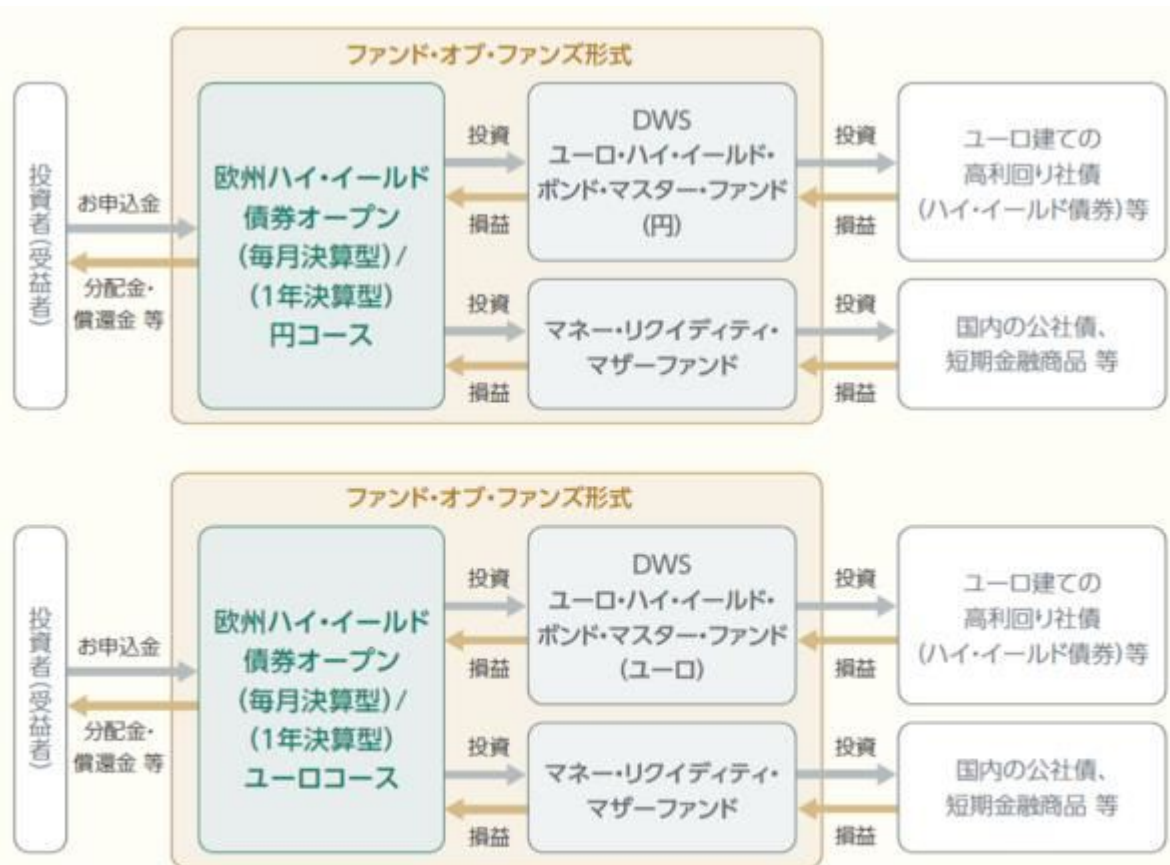 ファンド・オブ・ファンズ形式
投資者(受益者)
お申込金
分配金・
償還金 等
欧州ハイ・イールド
債券オープン
(毎月決算型)/
(1年決算型)
円コース
投資
損益
DWS
ユーロ・ハイ・イールド・
ボンド・マスター・ファンド
(円)
投資
損益
ユーロ建ての
高利回り社債
(ハイ・イールド債券)等
投資
損益
マネー・リクイディティ・
マザーファンド
投資
損益
国内の公社債、
短期金融商品 等
ファンド・オブ・ファンズ形式
投資者(受益者)
お申込金
分配金・
償還金 等
欧州ハイ・イールド
債券オープン
(毎月決算型)/
(1年決算型)
ユーロコース
投資
損益
DWS
ユーロ・ハイ・イールド・
ボンド・マスター・ファンド
(ユーロ)
投資
損益
ユーロ建ての
高利回り社債
(ハイ・イールド債券)等
投資
損益
マネー・リクイディティ・
マザーファンド
投資
損益
国内の公社債、
短期金融商品 等